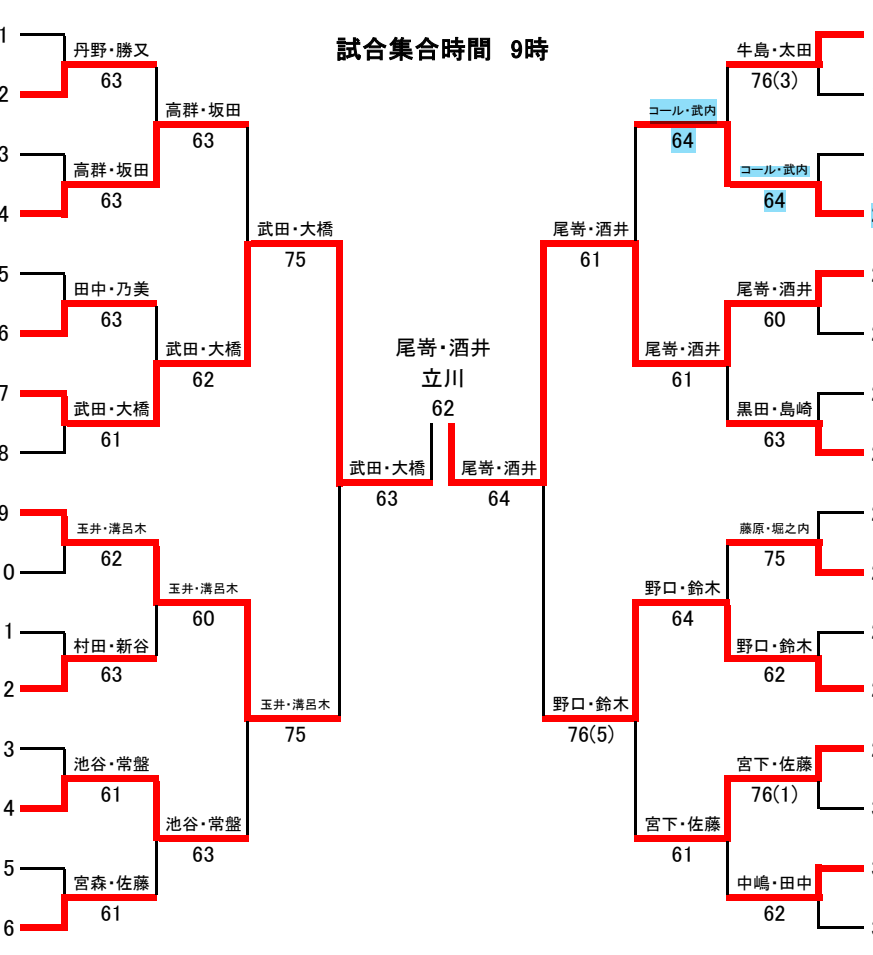 試合集合時間 9時
1
丹野・勝又
63
2
高群・坂田
63
3
高群・坂田
63
4
武田・大橋
75
5
田中・乃美
63
6
武田・大橋
62
7
武田・大橋
61
8
武田・大橋
63
9
玉井・溝呂木
62
0
玉井・溝呂木
60
1
村田・新谷
63
2
玉井・溝呂木
75
3
池谷・常盤
61
4
池谷・常盤
63
5
宮森・佐藤
61
6
尾嵜・酒井
立川
62
牛島・太田
76(3)
コール・武内
64
コール・武内
64
尾嵜・酒井
61
尾嵜・酒井
60
尾嵜・酒井
61
黒田・島崎
63
尾嵜・酒井
64
藤原・堀之内
75
野口・鈴木
64
野口・鈴木
62
野口・鈴木
76(5)
宮下・佐藤
76(1)
宮下・佐藤
61
中嶋・田中
62